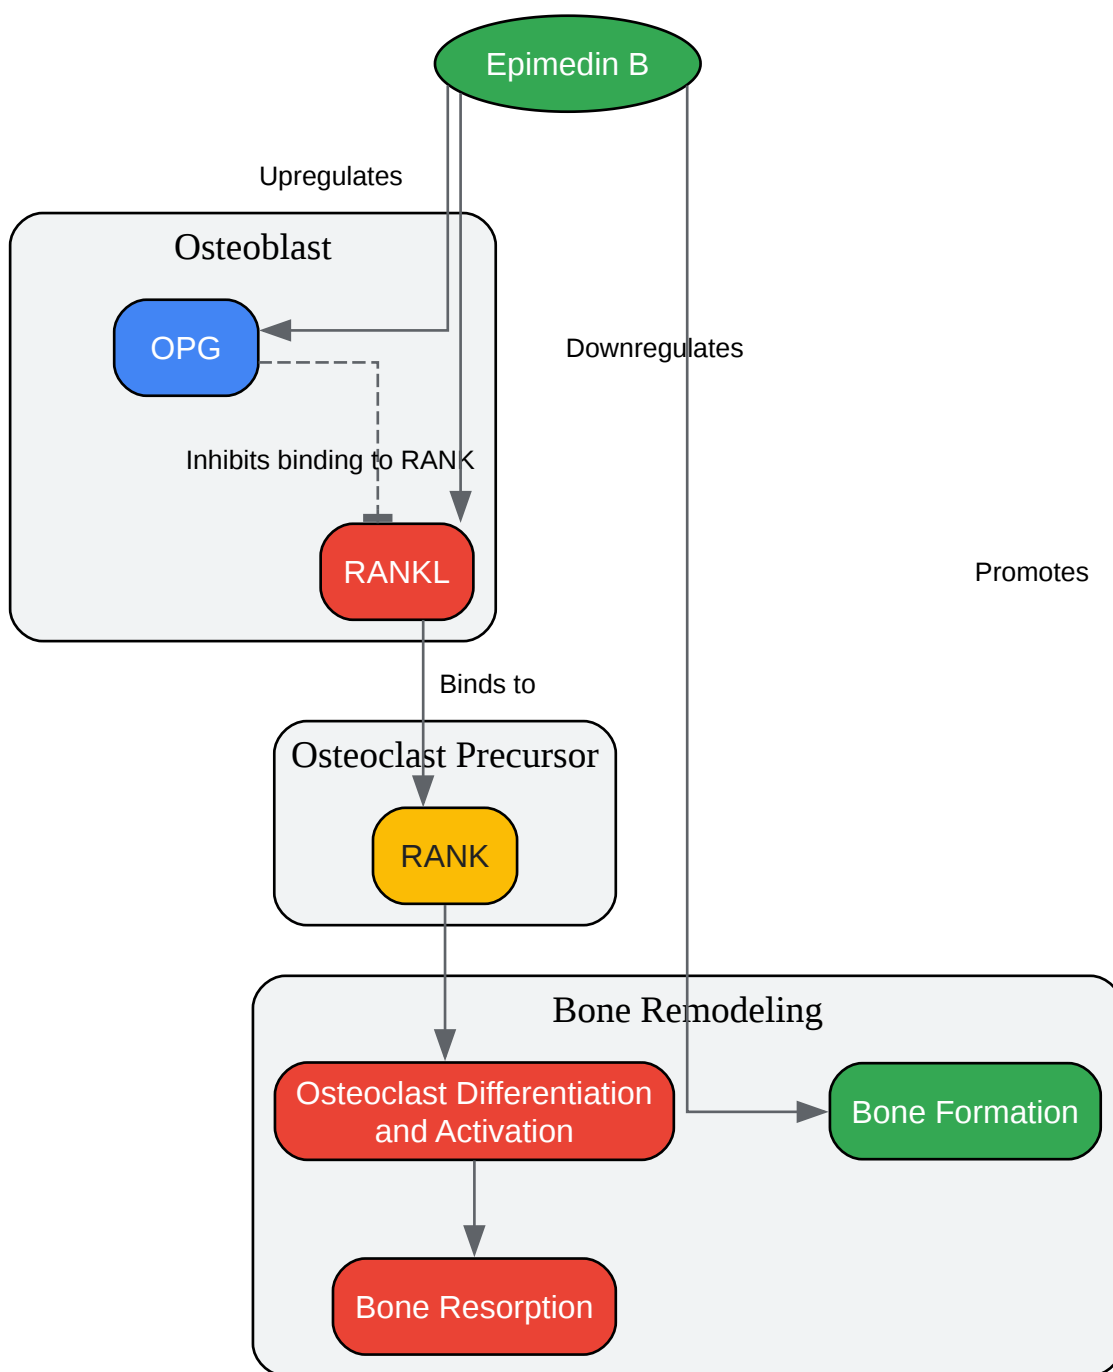 Epimedin B
Upregulates
Osteoblast
OPG
Downregulates
Inhibits binding to RANK
RANKL
Promotes
Binds to
Osteoclast Precursor
RANK
Bone Remodeling
Osteoclast Differentiation
and Activation
Bone Formation
Bone Resorption